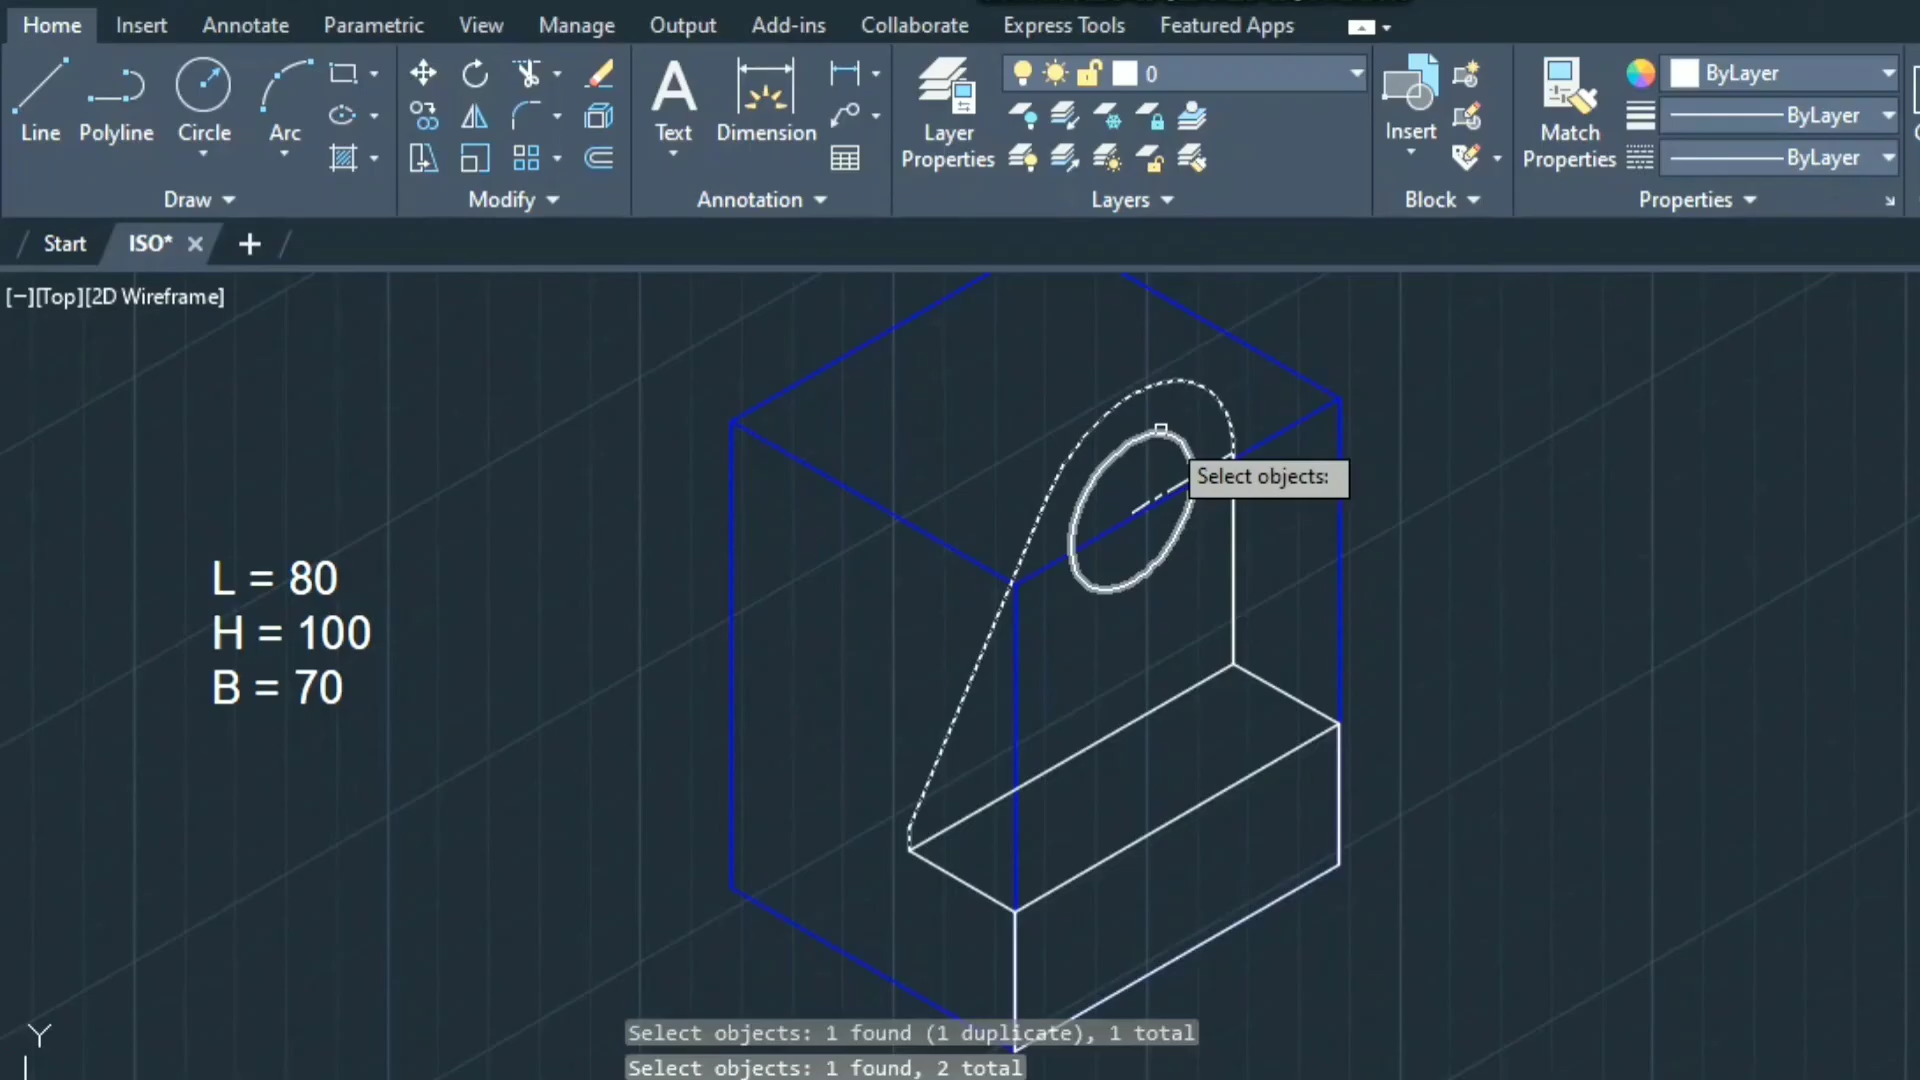 Home Insert Annotate Parametric View Manage Output Add-ins Collaborate Express Tools Featured Apps
Line Polyline Circle Arc
Text Dimension
Layer Properties
0
Insert
Match Properties
ByLayer
ByLayer
ByLayer
Draw Modify Annotation Layers Block Properties
Start ISO*
[−][Top][2D Wireframe]
Select objects:
L = 80
H = 100
B = 70
Y
Select objects: 1 found (1 duplicate), 1 total
Select objects: 1 found, 2 total